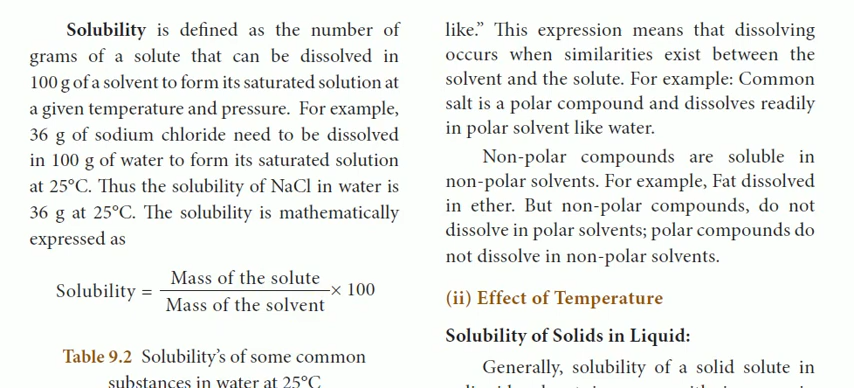 Solubility is defined as the number of
grams of a solute that can be dissolved in
100 g of a solvent to form its saturated solution at
a given temperature and pressure. For example,
36 g of sodium chloride need to be dissolved
in 100 g of water to form its saturated solution
at 25°C. Thus the solubility of NaCl in water is
36 g at 25°C. The solubility is mathematically
expressed as
Solubility = Mass of the solute / Mass of the solvent × 100
Table 9.2 Solubility's of some common
substances in water at 25°C
like.” This expression means that dissolving
occurs when similarities exist between the
solvent and the solute. For example: Common
salt is a polar compound and dissolves readily
in polar solvent like water.
Non-polar compounds are soluble in
non-polar solvents. For example, Fat dissolved
in ether. But non-polar compounds, do not
dissolve in polar solvents; polar compounds do
not dissolve in non-polar solvents.
(ii) Effect of Temperature
Solubility of Solids in Liquid:
Generally, solubility of a solid solute in